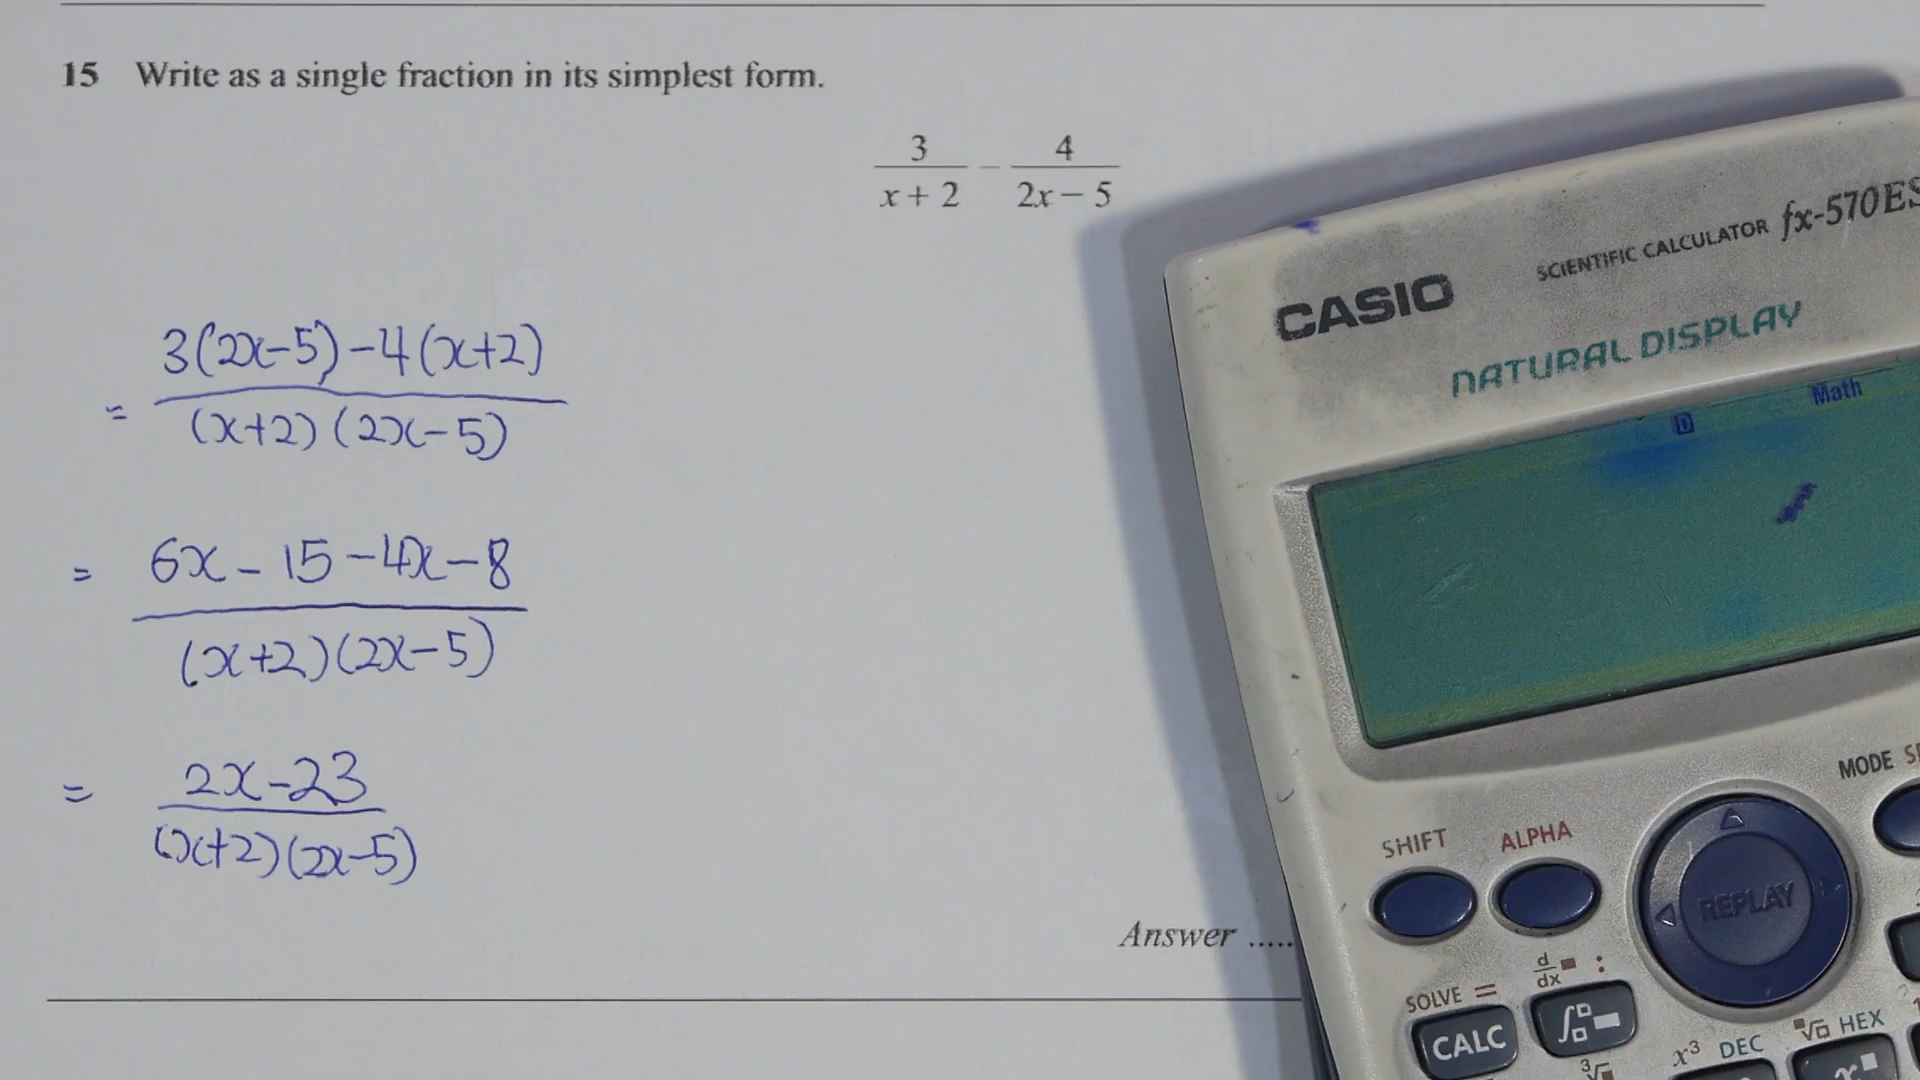 15 Write as a single fraction in its simplest form.
3/(x + 2) − 4/(2x − 5)
= (3(2x-5)-4(x+2))/((x+2)(2x-5))
= (6x-15-4x-8)/((x+2)(2x-5))
= (2x-23)/((x+2)(2x-5))
Answer .....
CASIO
SCIENTIFIC CALCULATOR fx-570ES
NATURAL DISPLAY
D Math
MODE
SHIFT ALPHA
REPLAY
d/dx :
SOLVE =
CALC ∫
x³ DEC HEX